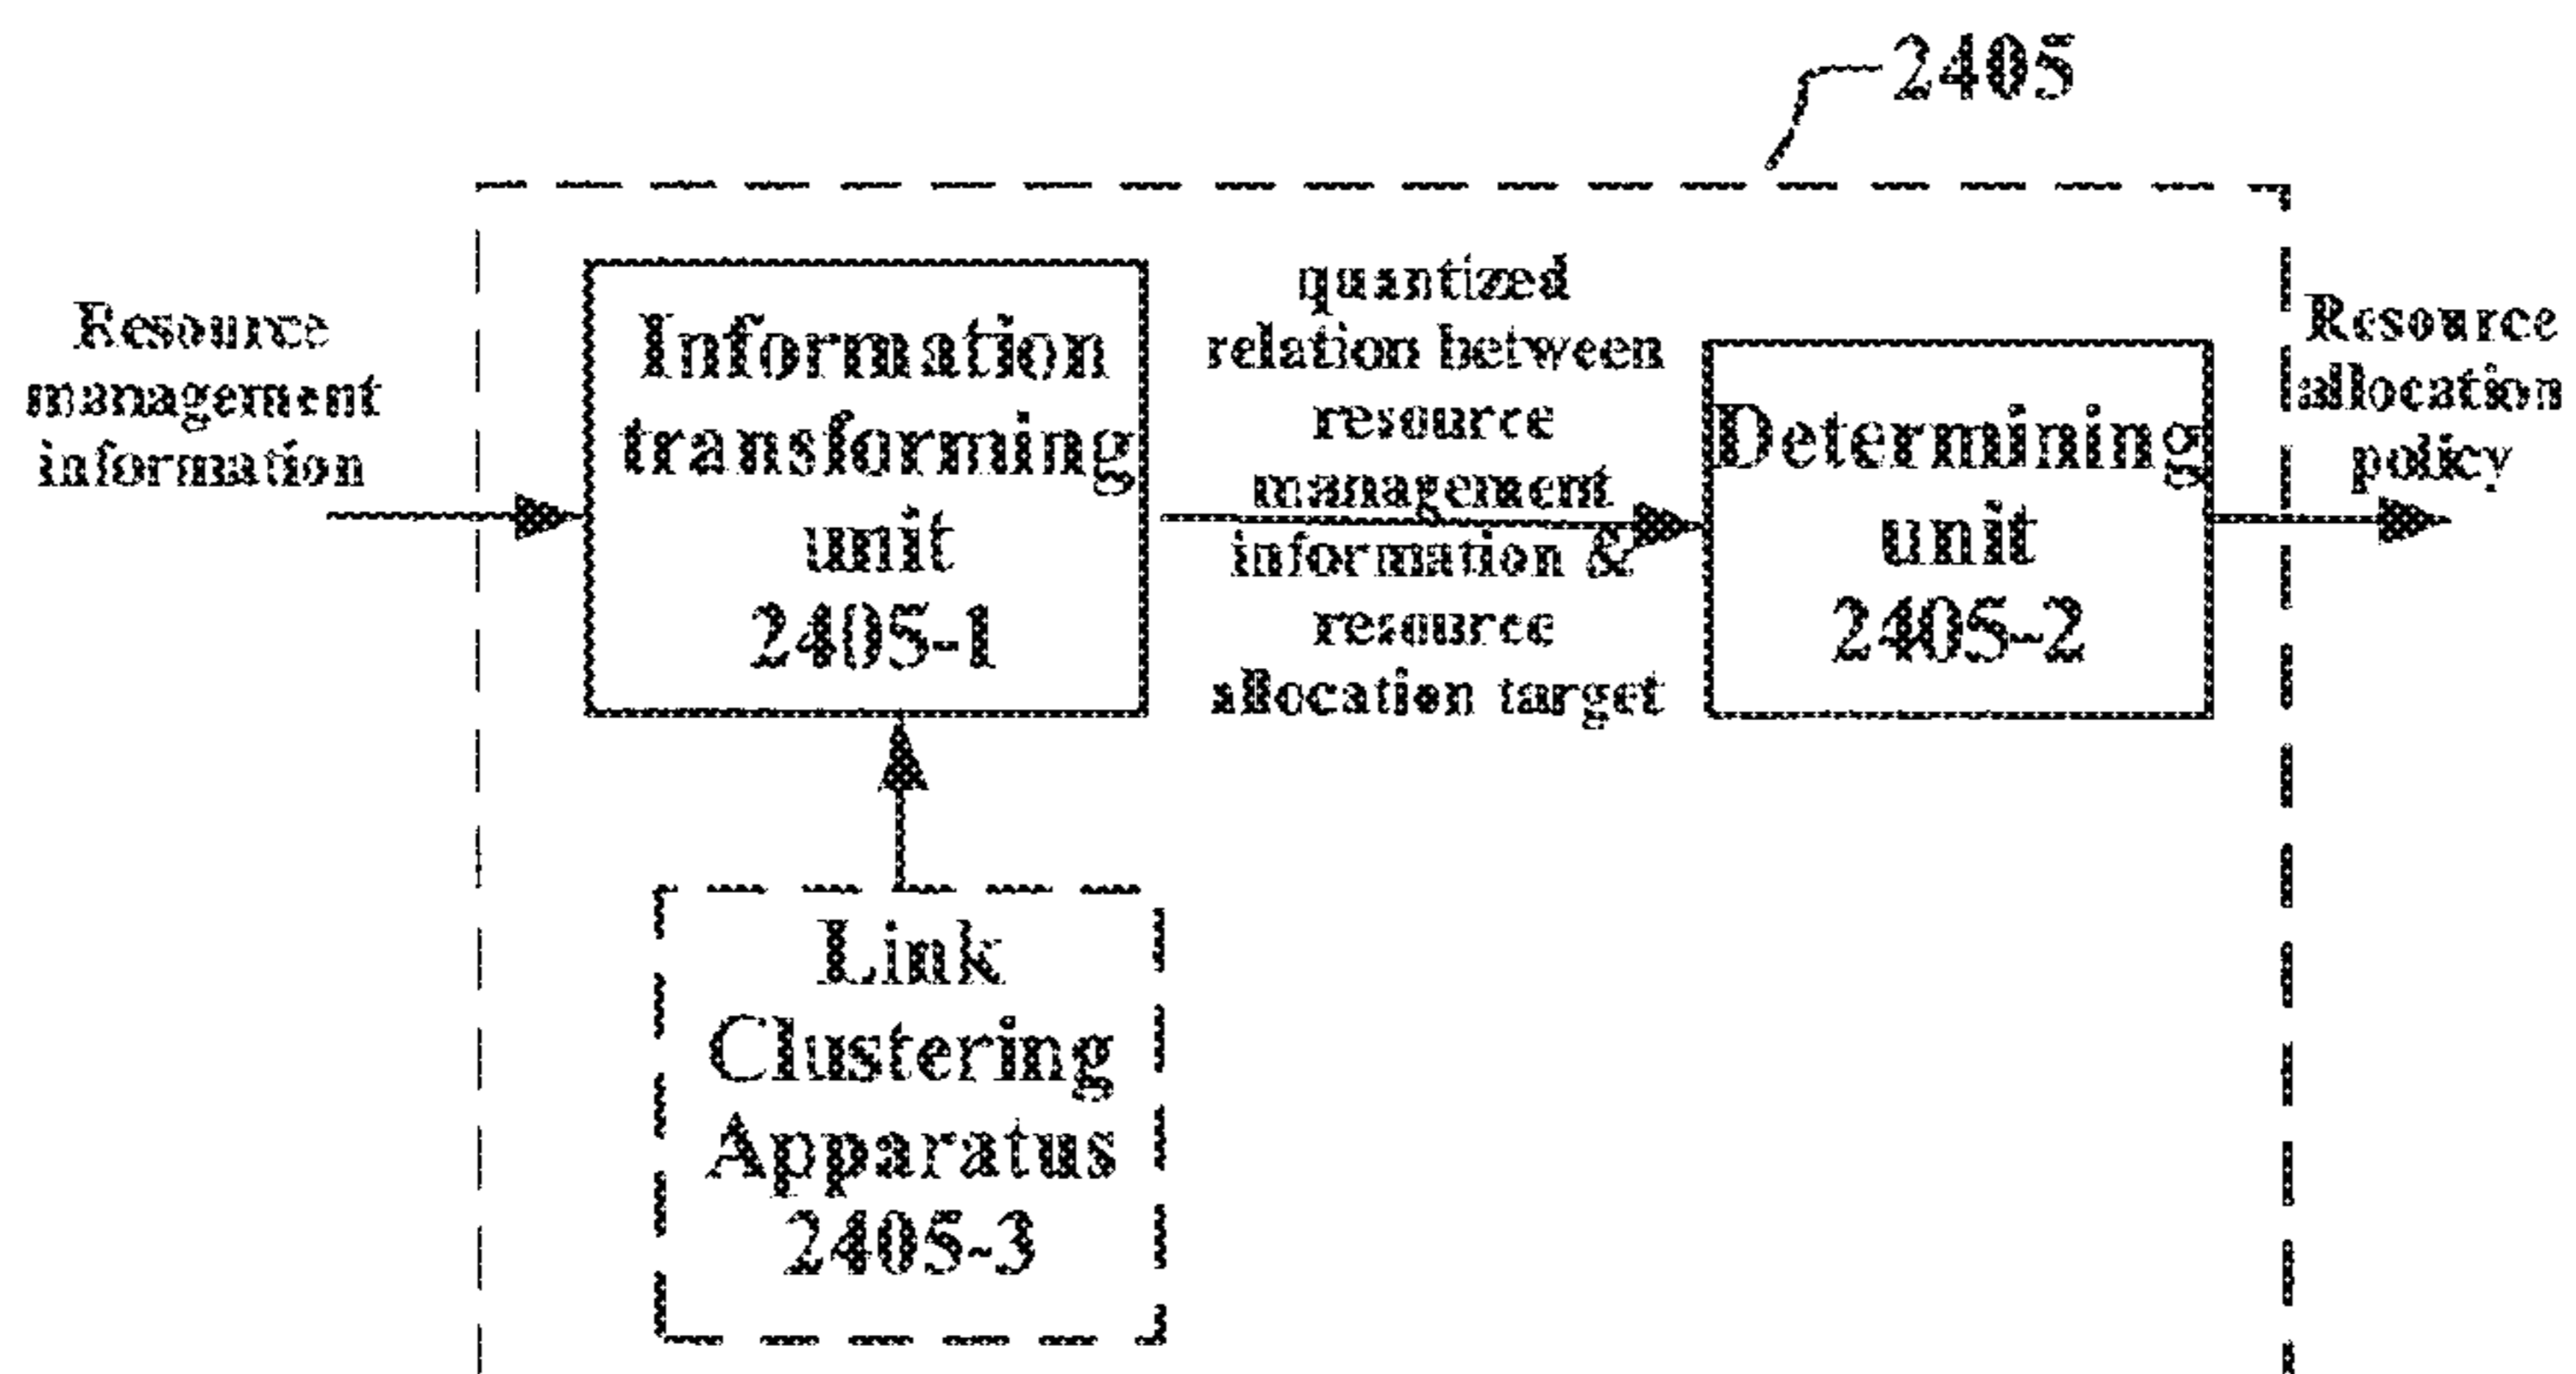 2405
Resource
management
information
Information
transforming
unit
2405-1
quantized
relation between
resource
management
information &
resource
allocation target
Determining
unit
2405-2
Resource
allocation
policy
Link
Clustering
Apparatus
2405-3